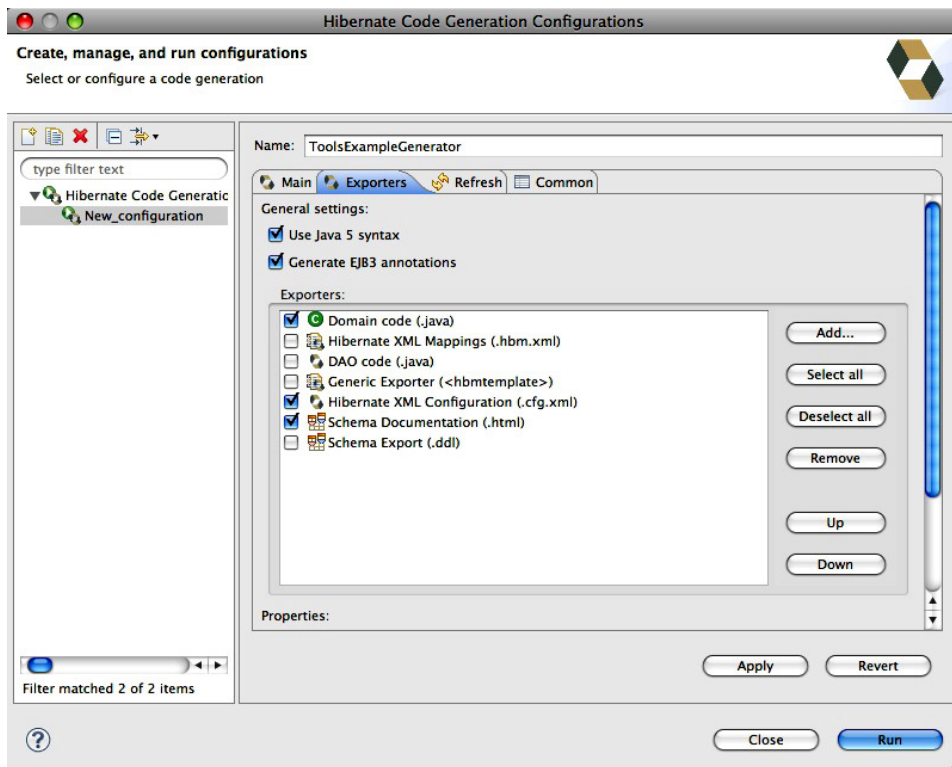 Hibernate Code Generation Configurations
Create, manage, and run configurations
Select or configure a code generation
type filter text
Hibernate Code Generatic
New_configuration
Filter matched 2 of 2 items
Name: ToolsExampleGenerator
Main Exporters Refresh Common
General settings:
Use Java 5 syntax
Generate EJB3 annotations
Exporters:
Domain code (.java)
Hibernate XML Mappings (.hbm.xml)
DAO code (.java)
Generic Exporter (<hbmtemplate>)
Hibernate XML Configuration (.cfg.xml)
Schema Documentation (.html)
Schema Export (.ddl)
Add...
Select all
Deselect all
Remove
Up
Down
Properties:
Apply Revert
? Close Run